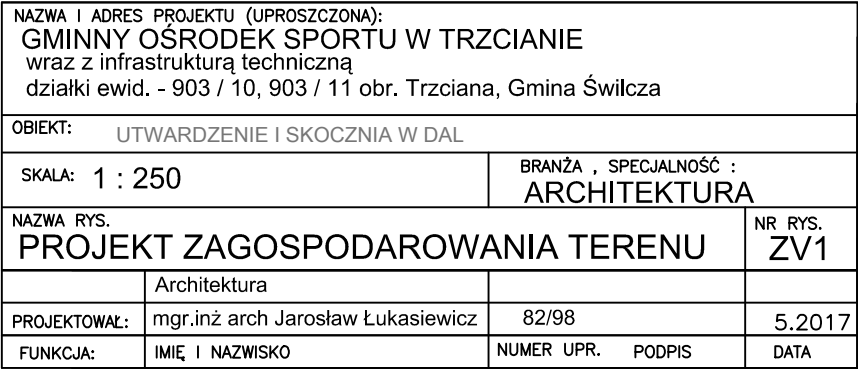 NAZWA I ADRES PROJEKTU (UPROSZCZONA):
GMINNY OŚRODEK SPORTU W TRZCIANIE
wraz z infrastrukturą techniczną
działki ewid. - 903 / 10, 903 / 11 obr. Trzciana, Gmina Świlcza
OBIEKT: UTWARDZENIE I SKOCZNIA W DAL
SKALA: 1 : 250
BRANŻA , SPECJALNOŚĆ :
ARCHITEKTURA
NAZWA RYS.
PROJEKT ZAGOSPODAROWANIA TERENU
NR RYS.
ZV1
Architektura
PROJEKTOWAŁ: mgr.inż arch Jarosław Łukasiewicz 82/98 5.2017
FUNKCJA: IMIĘ I NAZWISKO NUMER UPR. PODPIS DATA